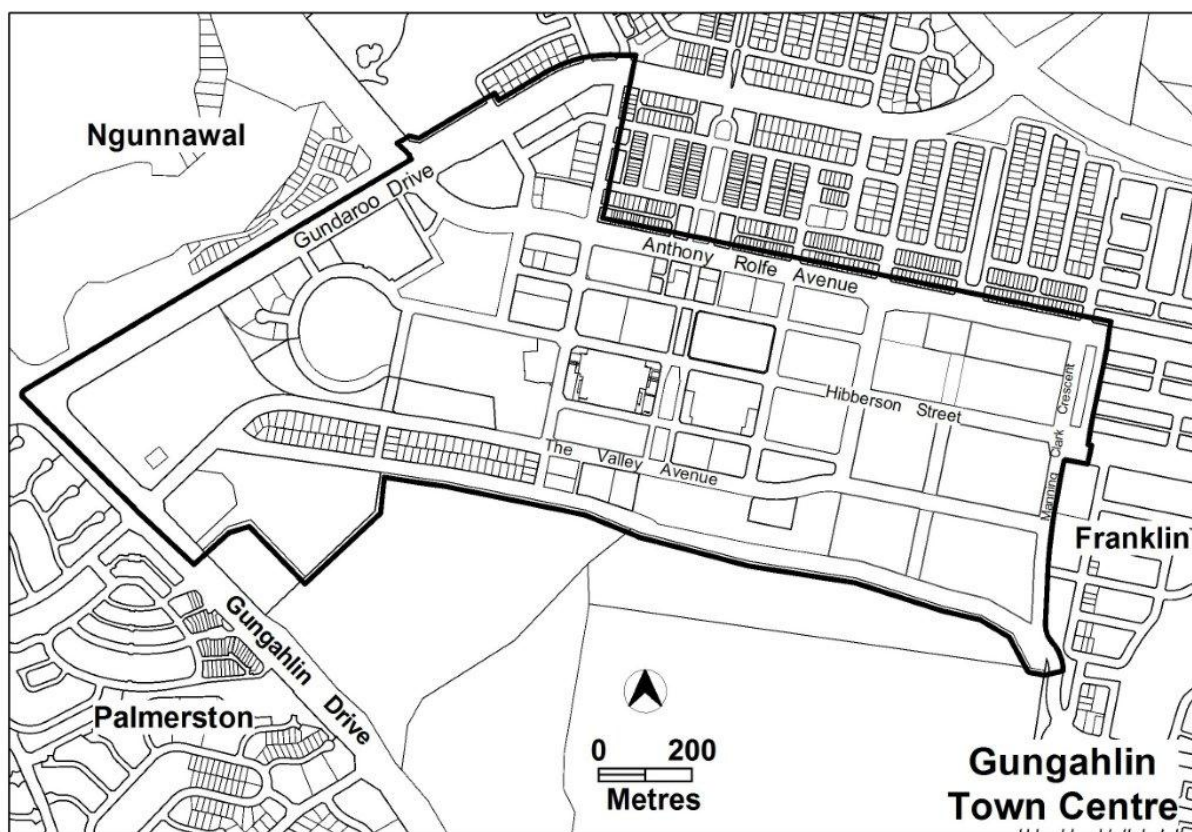 Ngunnawal
Gundaroo Drive
Anthony Rolfe Avenue
Hibberson Street
Manning Clark Crescent
The Valley Avenue
Franklin
Gungahlin Drive
Palmerston
0 200
Metres
Gungahlin
Town Centre